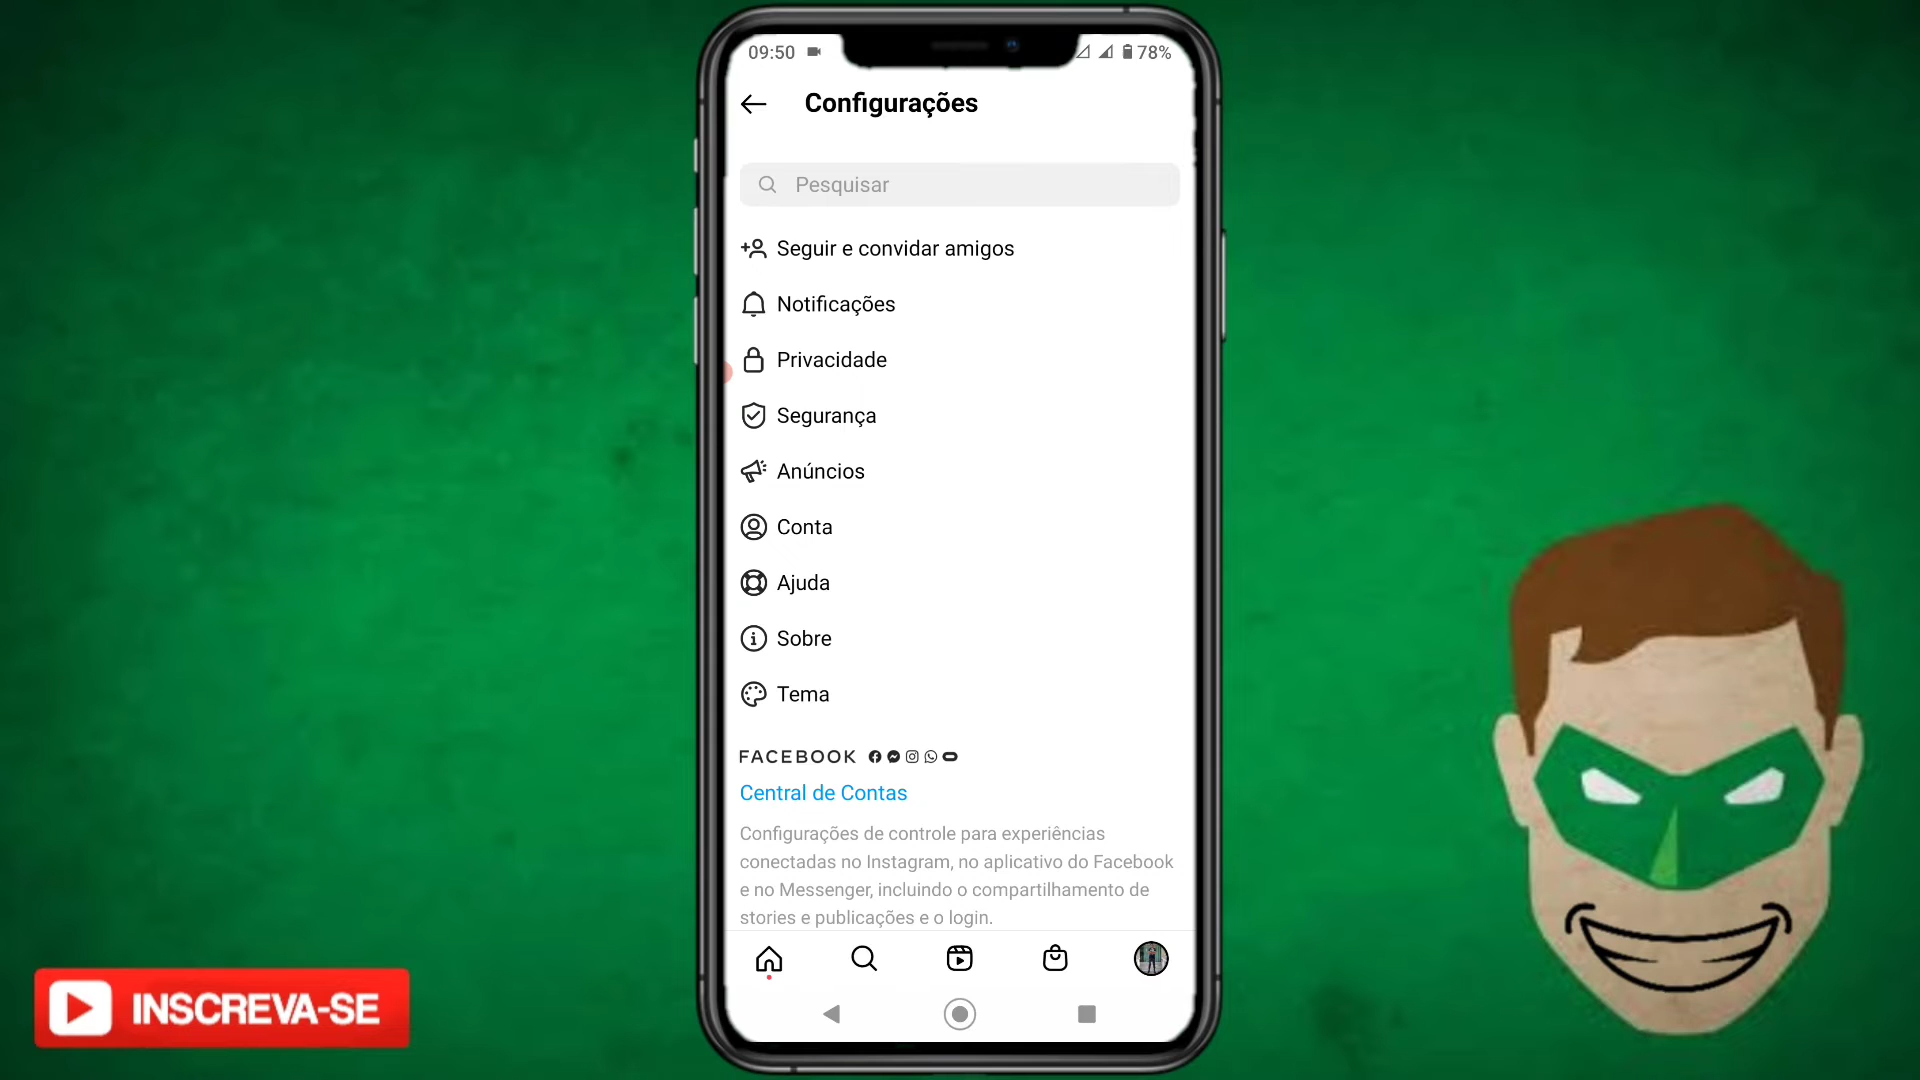 09:50
78%
Configurações
Pesquisar
Seguir e convidar amigos
Notificações
Privacidade
Segurança
Anúncios
Conta
Ajuda
Sobre
Tema
FACEBOOK
Central de Contas
Configurações de controle para experiências
conectadas no Instagram, no aplicativo do Facebook
e no Messenger, incluindo o compartilhamento de
stories e publicações e o login.
INSCREVA-SE